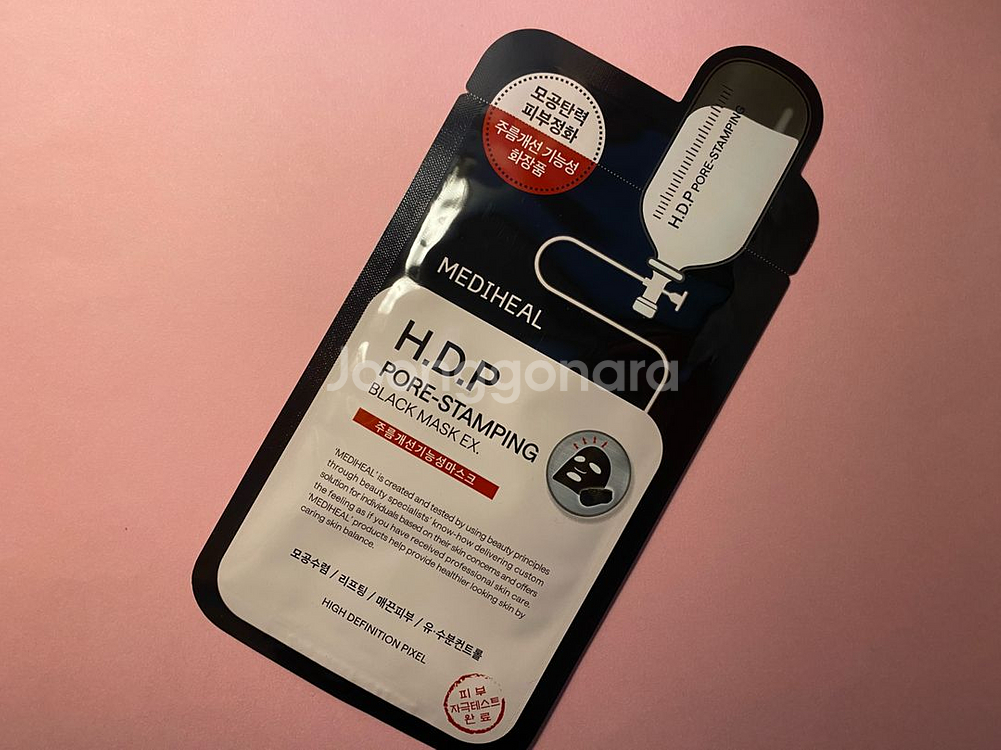 모공탄력
피부정화
주름개선 기능성
화장품
H.D.P PORE-STAMPING
MEDIHEAL
H.D.P
PORE-STAMPING
BLACK MASK EX.
주름개선기능성마스크
'MEDIHEAL' is created and tested by using beauty principles
through beauty specialists' know-how delivering custom
solution for individuals based on their skin concerns and offers
the feeling as if you have received professional skin care.
'MEDIHEAL' products help provide healthier looking skin by
caring skin balance.
모공수렴 / 리프팅 / 매끈피부 / 유·수분컨트롤
HIGH DEFINITION PIXEL
피 부
자극테스트
완 료
Joonggonara